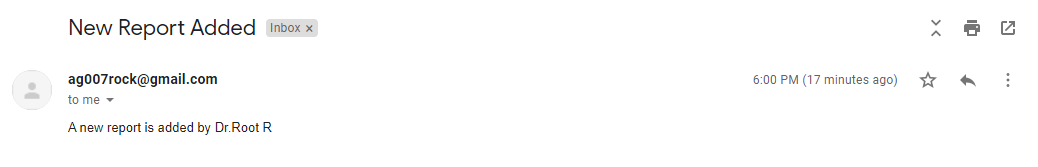 New Report Added Inbox ×
ag007rock@gmail.com 6:00 PM (17 minutes ago)
to me
A new report is added by Dr.Root R